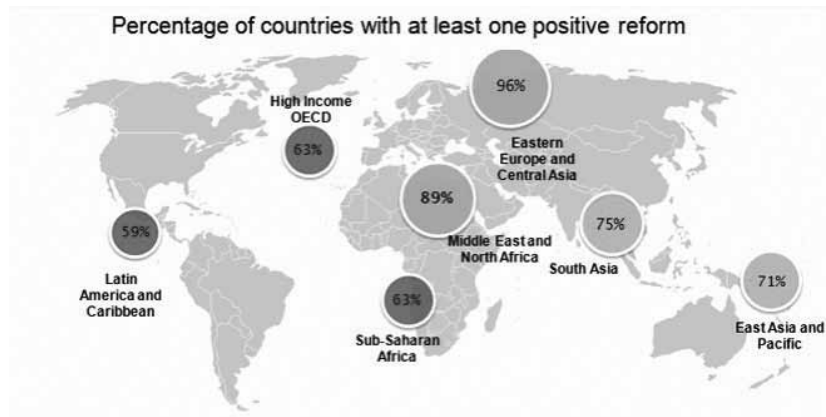 Percentage of countries with at least one positive reform
96%
Eastern
Europe and
Central Asia
High Income
OECD
63%
89%
Middle East and
North Africa
75%
South Asia
59%
Latin
America and
Caribbean
63%
Sub-Saharan
Africa
71%
East Asia and
Pacific